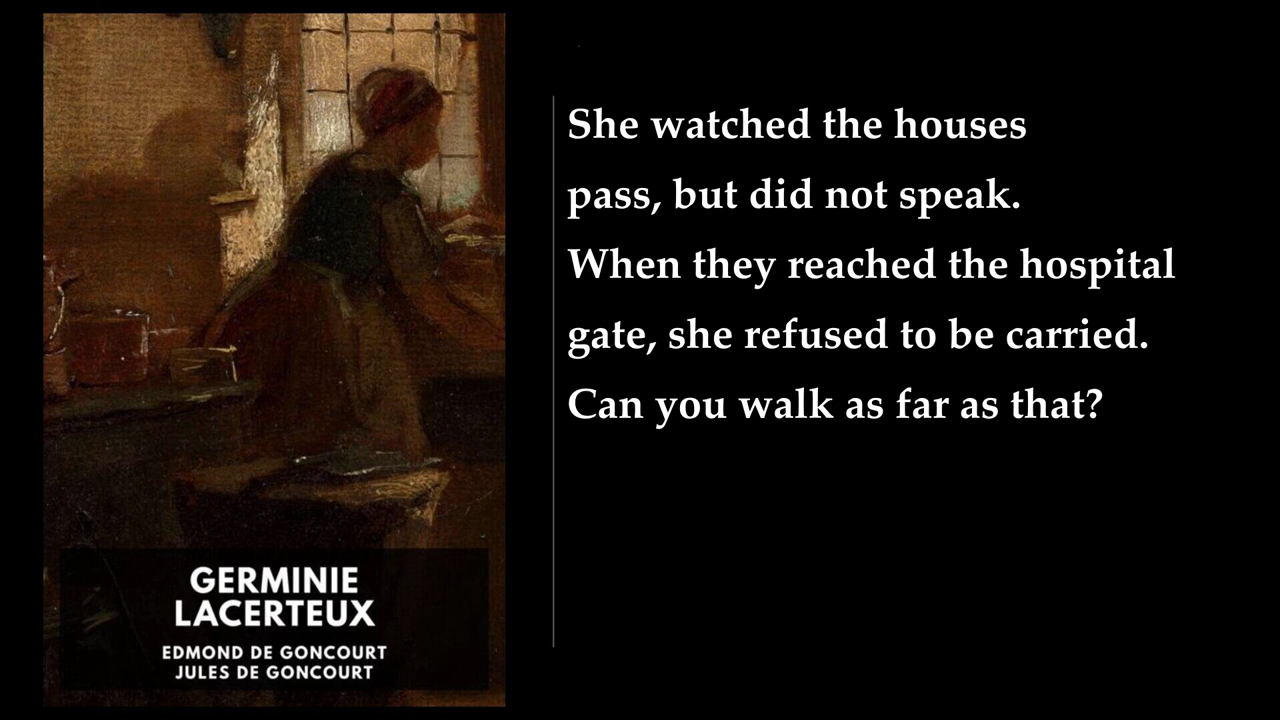 She watched the houses
pass, but did not speak.
When they reached the hospital
gate, she refused to be carried.
Can you walk as far as that?
GERMINIE
LACERTEUX
EDMOND DE GONCOURT
JULES DE GONCOURT